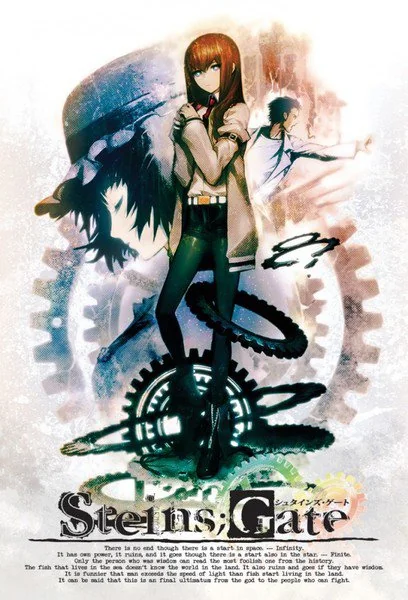 Steins;Gate
シュタインズ・ゲート
There is no end though there is a start in space. --- Infinity.
It has own power, it ruins, and it goes though there is a start also in the star. --- Finite.
Only the person who was wisdom can read the most foolish one from the history.
The fish that lives in the sea doesn't know the world in the land. It also ruins and goes if they have wisdom.
It is funnier that man exceeds the speed of light than fish start living in the land.
It can be said that this is an final ultimatum from the god to the people who can fight.